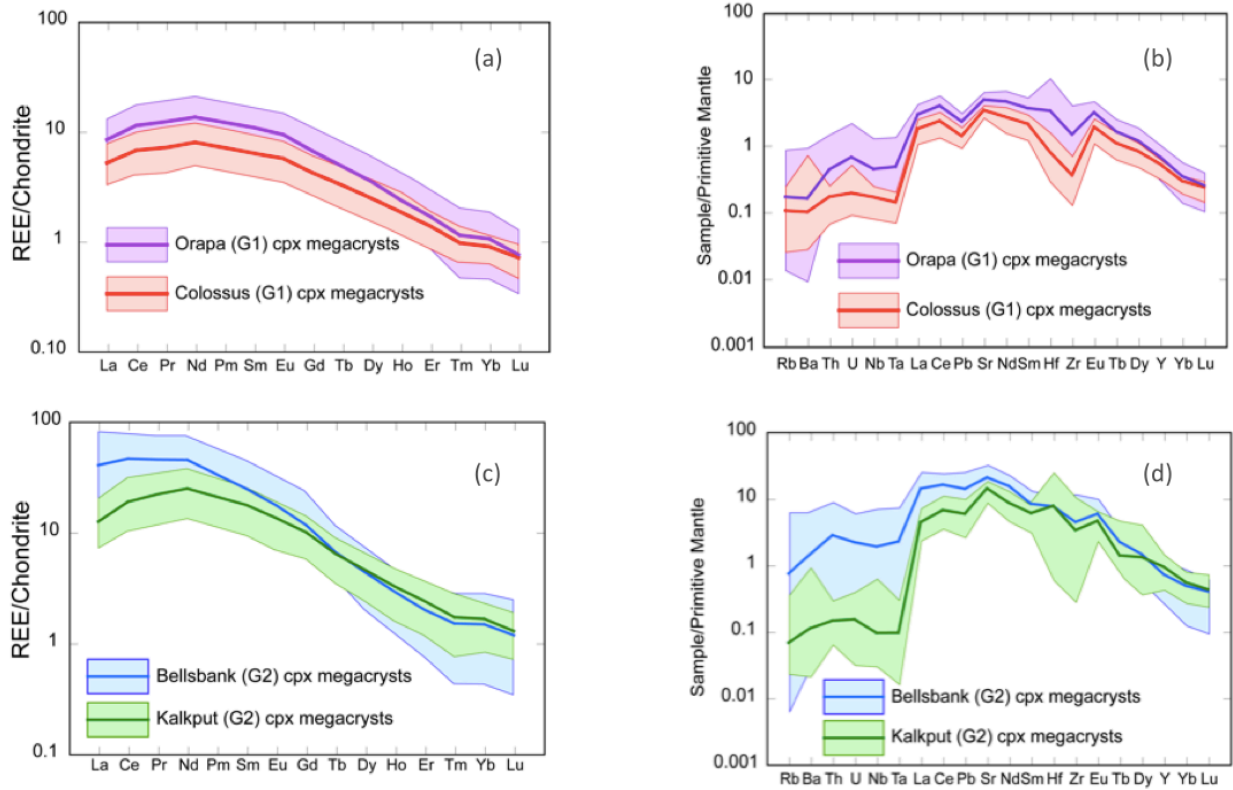 (a)
REE/Chondrite
100
10
1
0.10
Orapa (G1) cpx megacrysts
Colossus (G1) cpx megacrysts
La Ce Pr Nd Pm Sm Eu Gd Tb Dy Ho Er Tm Yb Lu
(b)
Sample/Primitive Mantle
100
10
1
0.1
0.01
0.001
Orapa (G1) cpx megacrysts
Colossus (G1) cpx megacrysts
Rb Ba Th U Nb Ta La Ce Pb Sr Nd Sm Hf Zr Eu Tb Dy Y Yb Lu
(c)
REE/Chondrite
100
10
1
0.1
Bellsbank (G2) cpx megacrysts
Kalkput (G2) cpx megacrysts
La Ce Pr Nd Pm Sm Eu Gd Tb Dy Ho Er Tm Yb Lu
(d)
Sample/Primitive Mantle
100
10
1
0.1
0.01
0.001
Bellsbank (G2) cpx megacrysts
Kalkput (G2) cpx megacrysts
Rb Ba Th U Nb Ta La Ce Pb Sr Nd Sm Hf Zr Eu Tb Dy Y Yb Lu